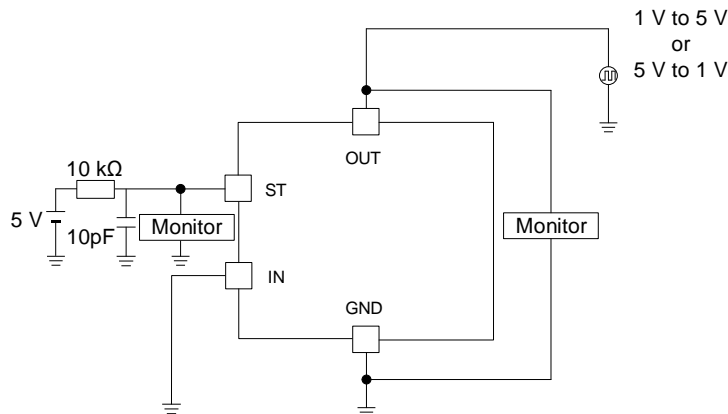 1 V to 5 V
or
5 V to 1 V
OUT
10 kΩ
ST
5 V
10pF
Monitor
Monitor
IN
GND